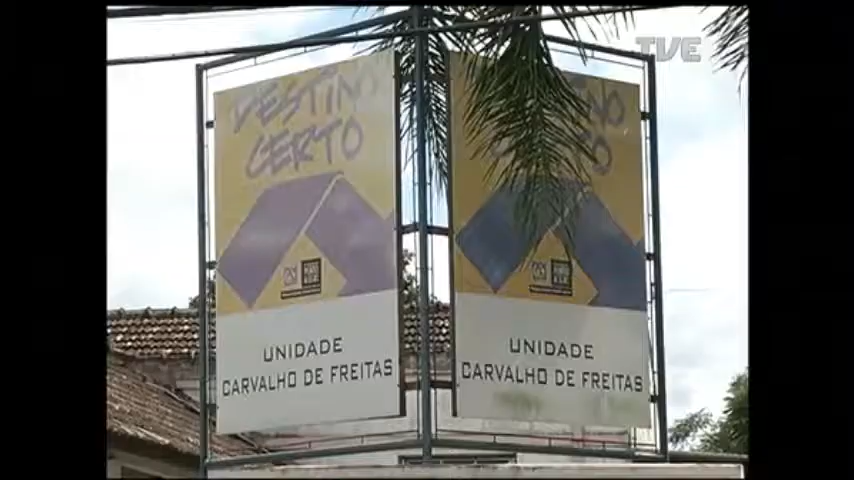 TVE
DESTINO
CERTO
UNIDADE
CARVALHO DE FREITAS
UNIDADE
CARVALHO DE FREITAS